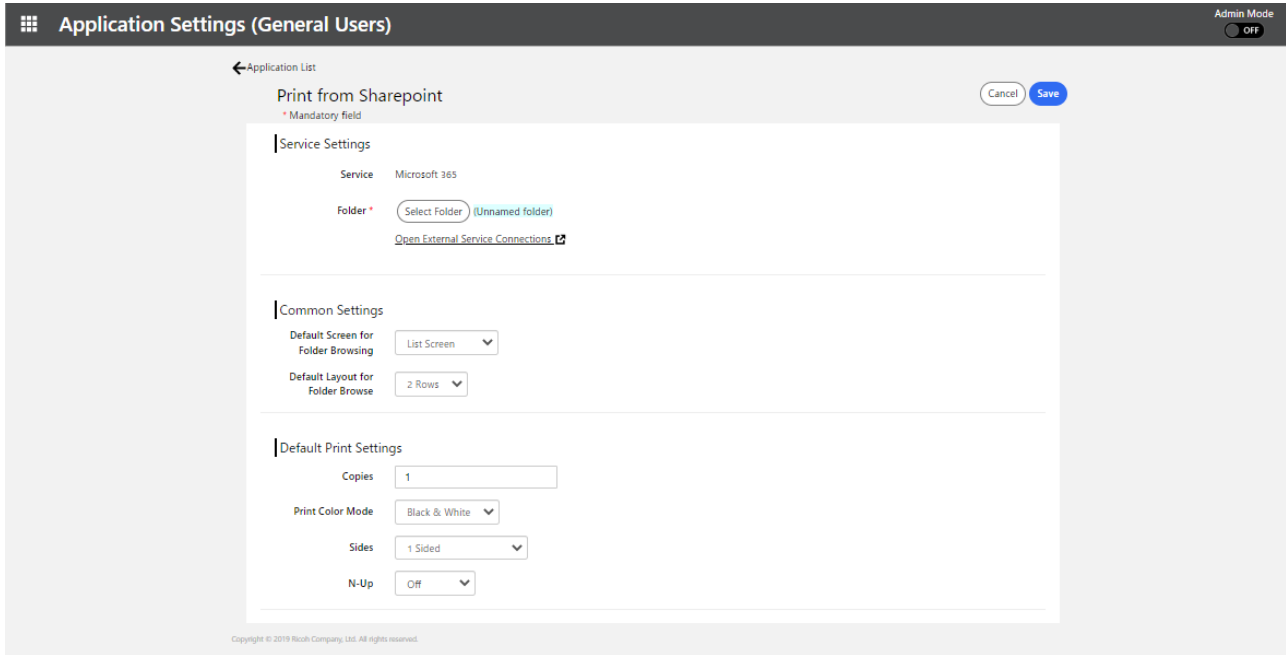 Application Settings (General Users)
Admin Mode
OFF
Application List
Print from Sharepoint
Cancel
Save
* Mandatory field
Service Settings
Service Microsoft 365
Folder * Select Folder (Unnamed folder)
Open External Service Connections
Common Settings
Default Screen for
Folder Browsing
List Screen
Default Layout for
Folder Browse
2 Rows
Default Print Settings
Copies 1
Print Color Mode Black & White
Sides 1 Sided
N-Up Off
Copyright © 2019 Ricoh Company, Ltd. All rights reserved.